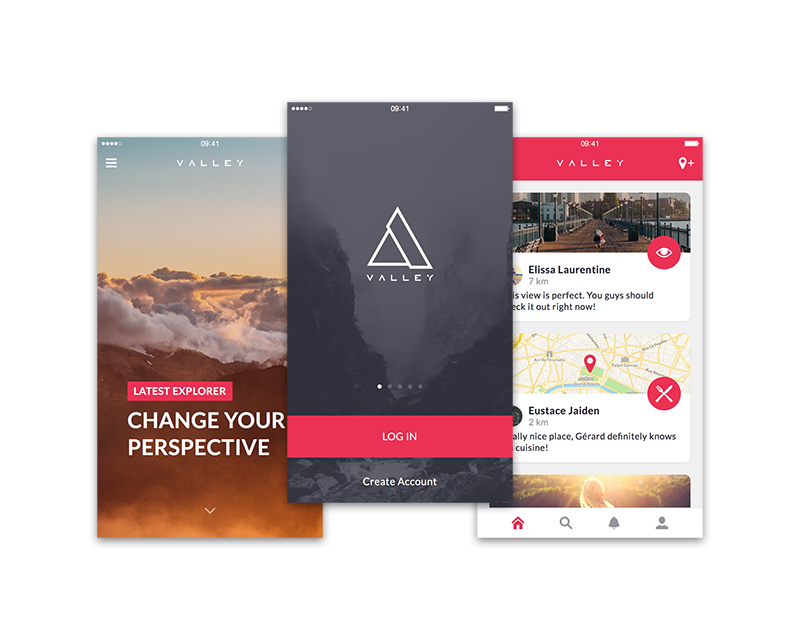 09:41
VALLEY
LATEST EXPLORER
CHANGE YOUR
PERSPECTIVE
09:41
VALLEY
LOG IN
Create Account
09:41
VALLEY
Elissa Laurentine
7 km
is view is perfect. You guys should
eck it out right now!
Eustace Jaiden
2 km
ally nice place, Gérard definitely knows
s cuisine!